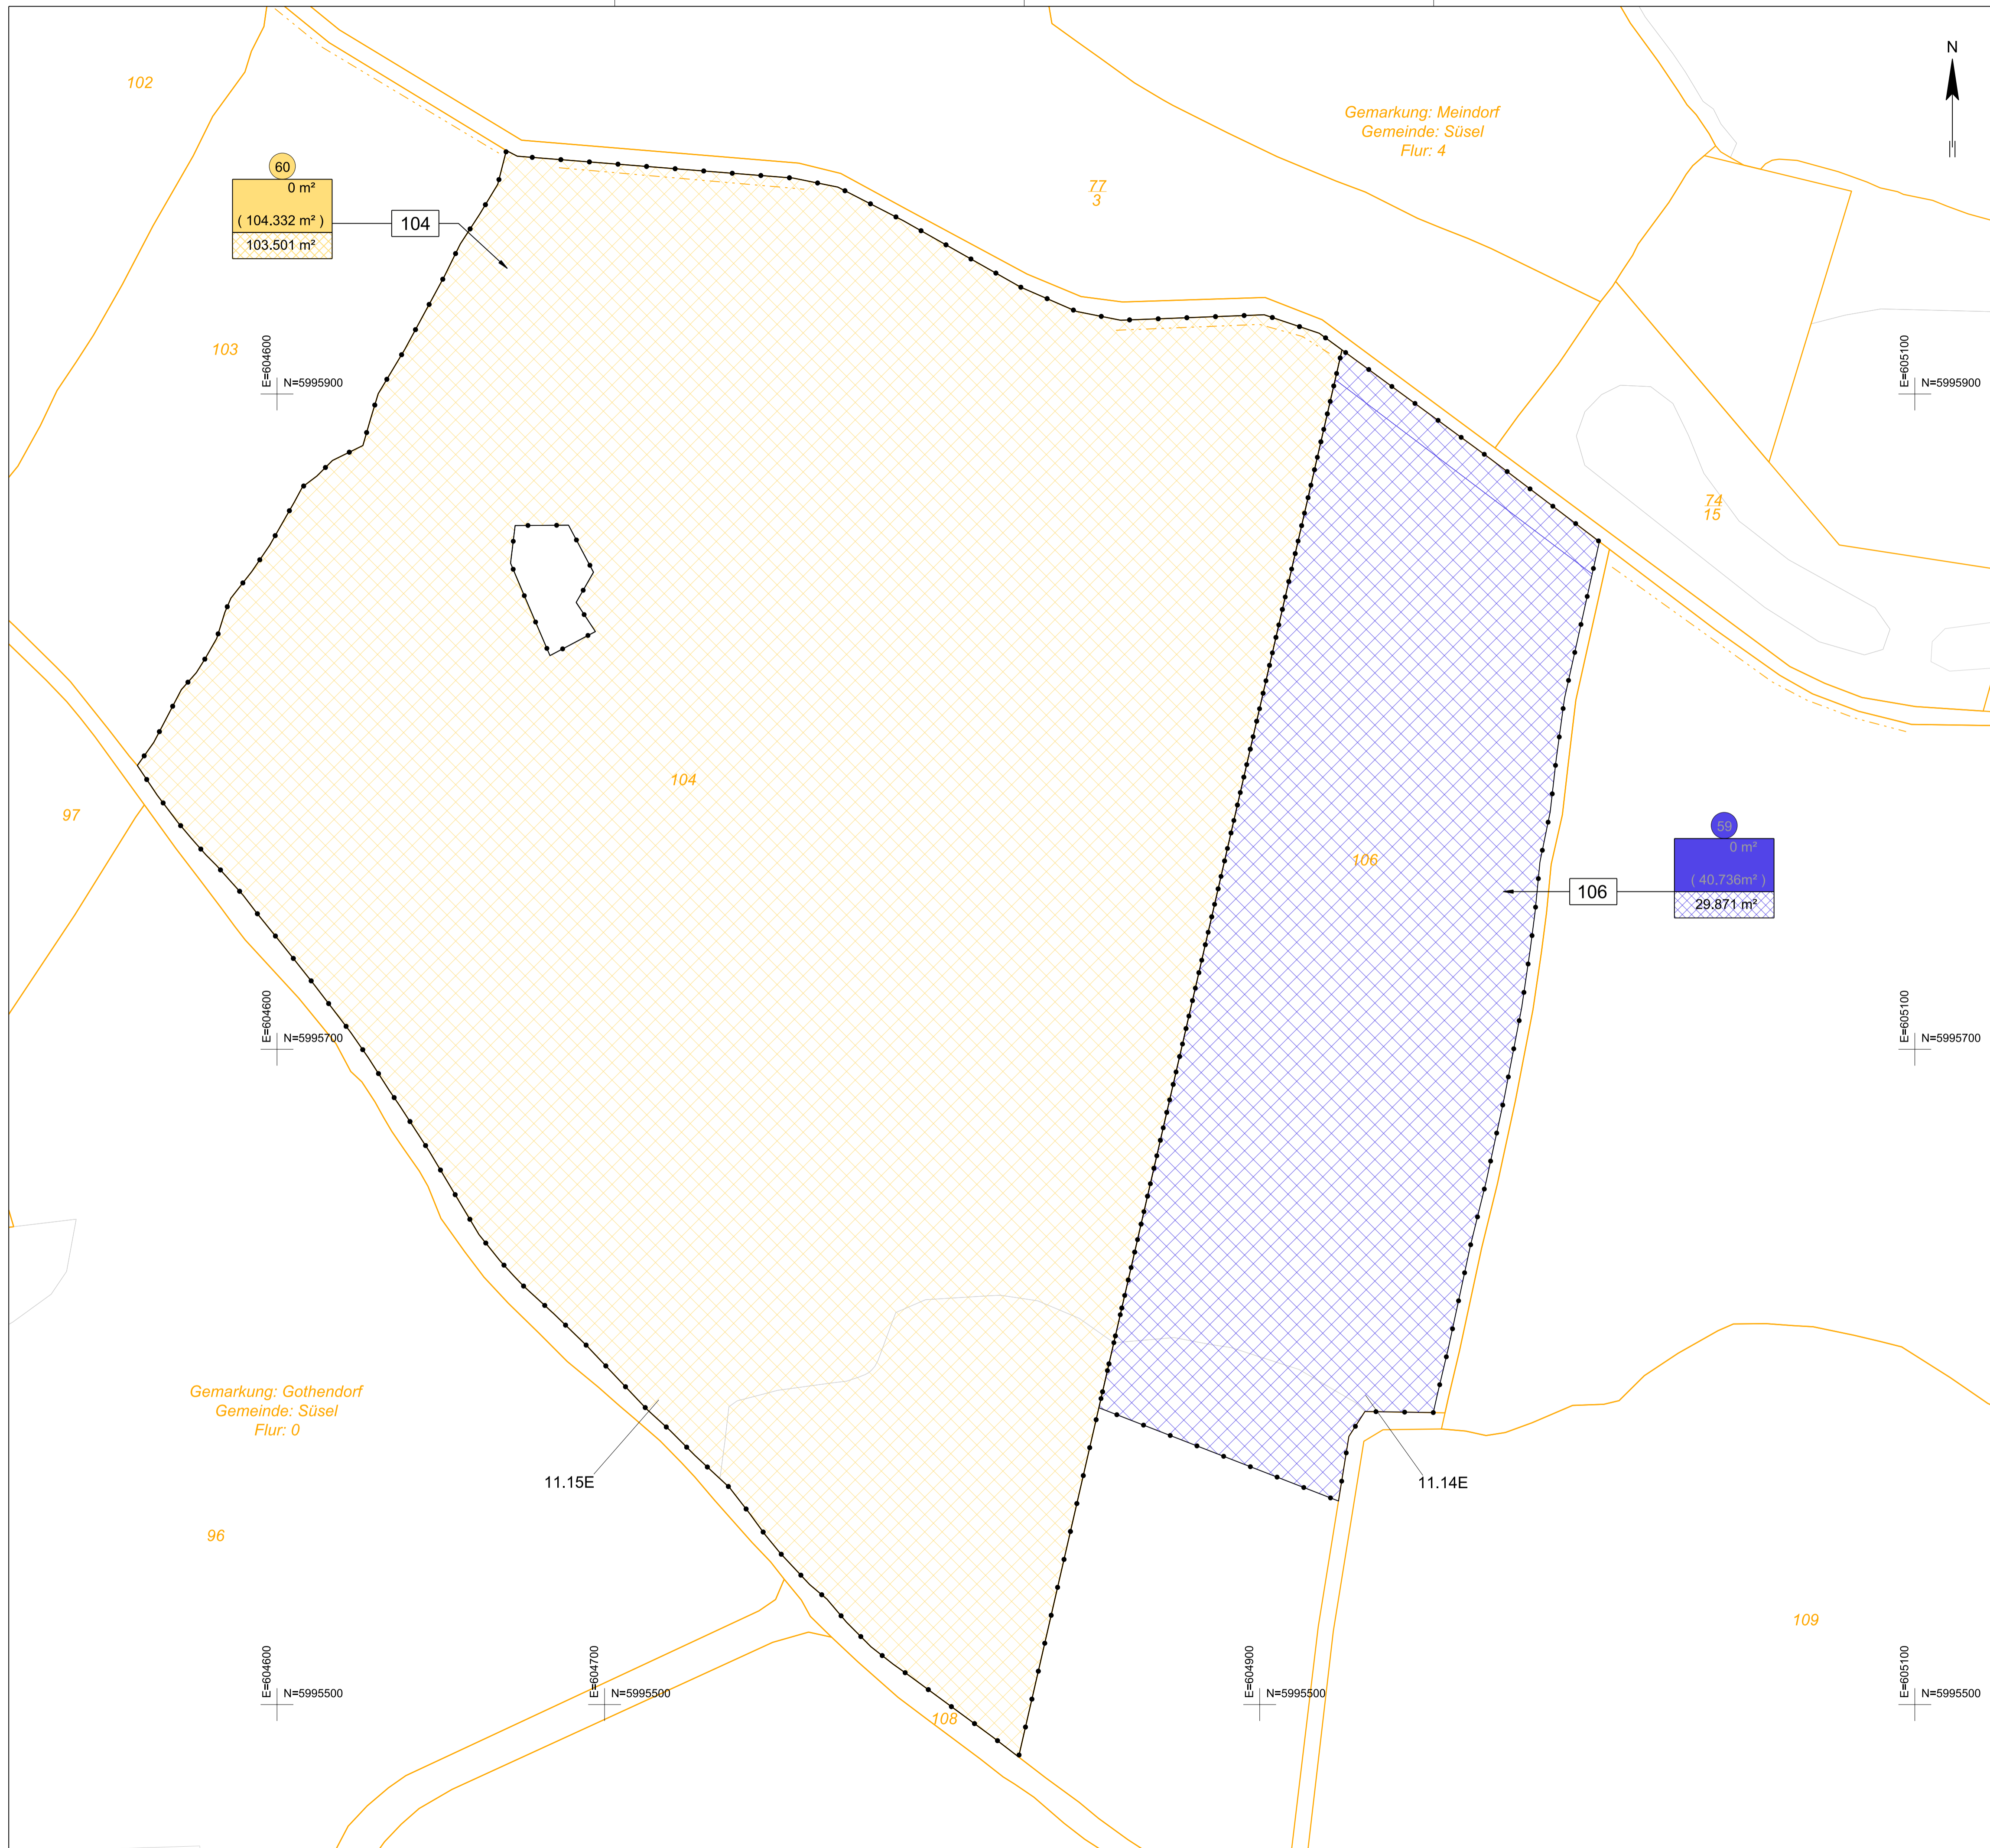 N
102
Gemarkung: Meindorf
Gemeinde: Süsel
Flur: 4
60
0 m²
( 104.332 m² )
103.501 m²
104
77
3
103
E=604600
N=5995900
E=605100
N=5995900
74
15
104
97
59
0 m²
( 40.736m² )
29.871 m²
106
106
E=604600
N=5995700
E=605100
N=5995700
Gemarkung: Gothendorf
Gemeinde: Süsel
Flur: 0
11.15E
11.14E
96
109
E=604600
N=5995500
E=604700
N=5995500
E=604900
N=5995500
E=605100
N=5995500
108